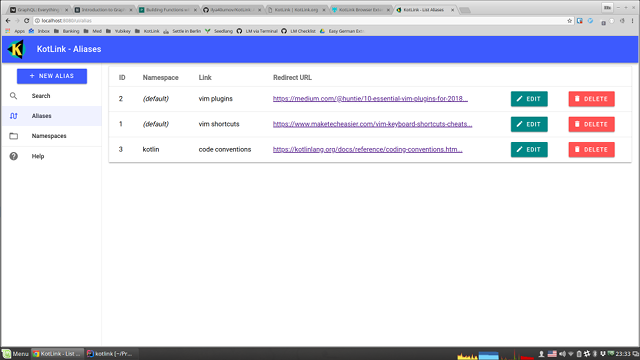 GraphQL: Everything
Introduction to Grap
Building Functions w
KotLink | KotLink.org
KotLink Browser Exte
KotLink - List Aliases
localhost:8080/ui/alias
Apps
Inbox
Banking
Med
Yubikey
KotLink
Settle in Berlin
Seedlang
LM via Terminal
LM Checklist
Easy German Ext
KotLink - Aliases
+ NEW ALIAS
Search
Aliases
Namespaces
Help
ID Namespace Link Redirect URL
2 (default) vim plugins https://medium.com/@huntie/10-essential-vim-plugins-for-2018... EDIT DELETE
1 (default) vim shortcuts https://www.maketecheasier.com/vim-keyboard-shortcuts-cheats... EDIT DELETE
3 kotlin code conventions https://kotlinlang.org/docs/reference/coding-conventions.htm... EDIT DELETE
Menu
KotLink - List ...
kotlink [~/Pr...
23:33